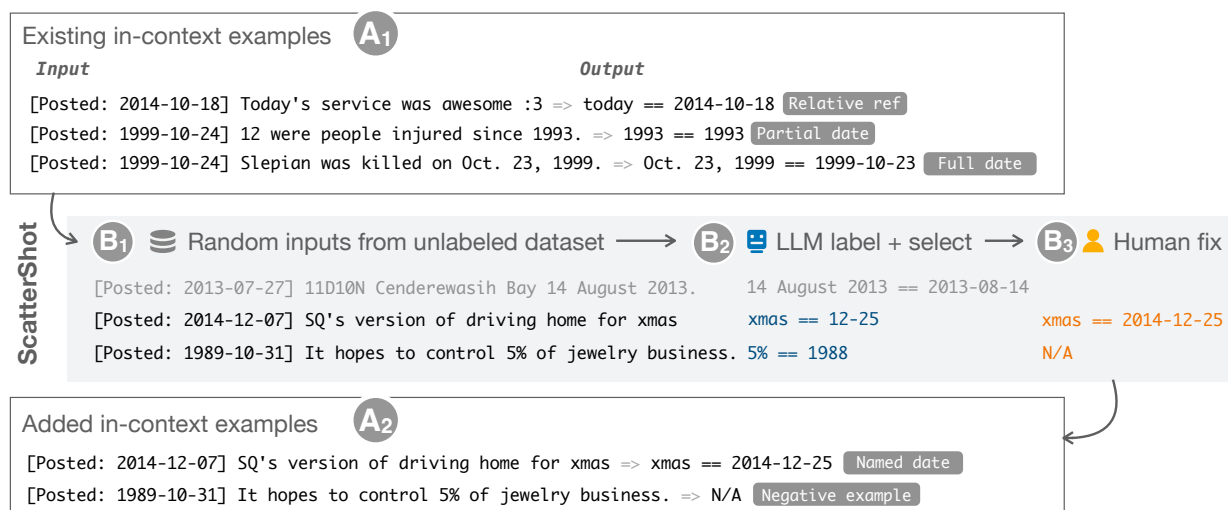 Existing in-context examples A1
Input Output
[Posted: 2014-10-18] Today's service was awesome :3 => today == 2014-10-18 Relative ref
[Posted: 1999-10-24] 12 were people injured since 1993. => 1993 == 1993 Partial date
[Posted: 1999-10-24] Slepian was killed on Oct. 23, 1999. => Oct. 23, 1999 == 1999-10-23 Full date
ScatterShot
B1 Random inputs from unlabeled dataset B2 LLM label + select B3 Human fix
[Posted: 2013-07-27] 11D10N Cenderewasih Bay 14 August 2013. 14 August 2013 == 2013-08-14
[Posted: 2014-12-07] SQ's version of driving home for xmas xmas == 12-25 xmas == 2014-12-25
[Posted: 1989-10-31] It hopes to control 5% of jewelry business. 5% == 1988 N/A
Added in-context examples A2
[Posted: 2014-12-07] SQ's version of driving home for xmas => xmas == 2014-12-25 Named date
[Posted: 1989-10-31] It hopes to control 5% of jewelry business. => N/A Negative example